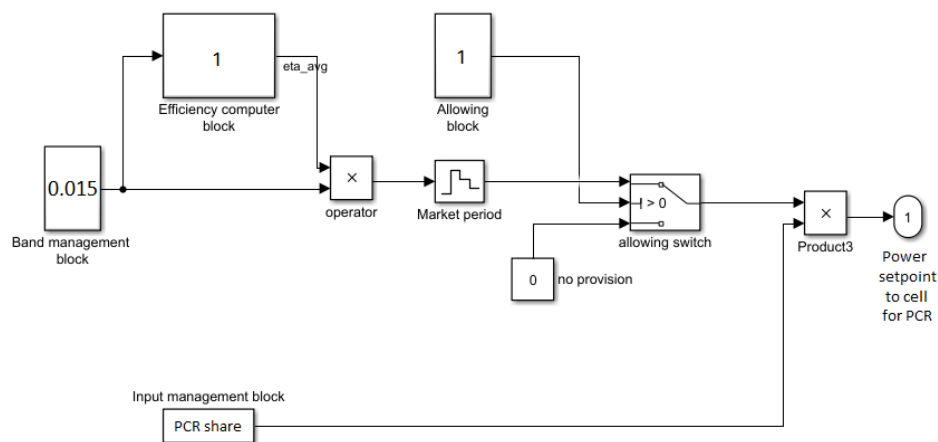 1
eta_avg
Efficiency computer
block
1
Allowing
block
0.015
Band management
block
×
operator
Market period
> 0
allowing switch
0
no provision
×
Product3
1
Power
setpoint
to cell
for PCR
Input management block
PCR share